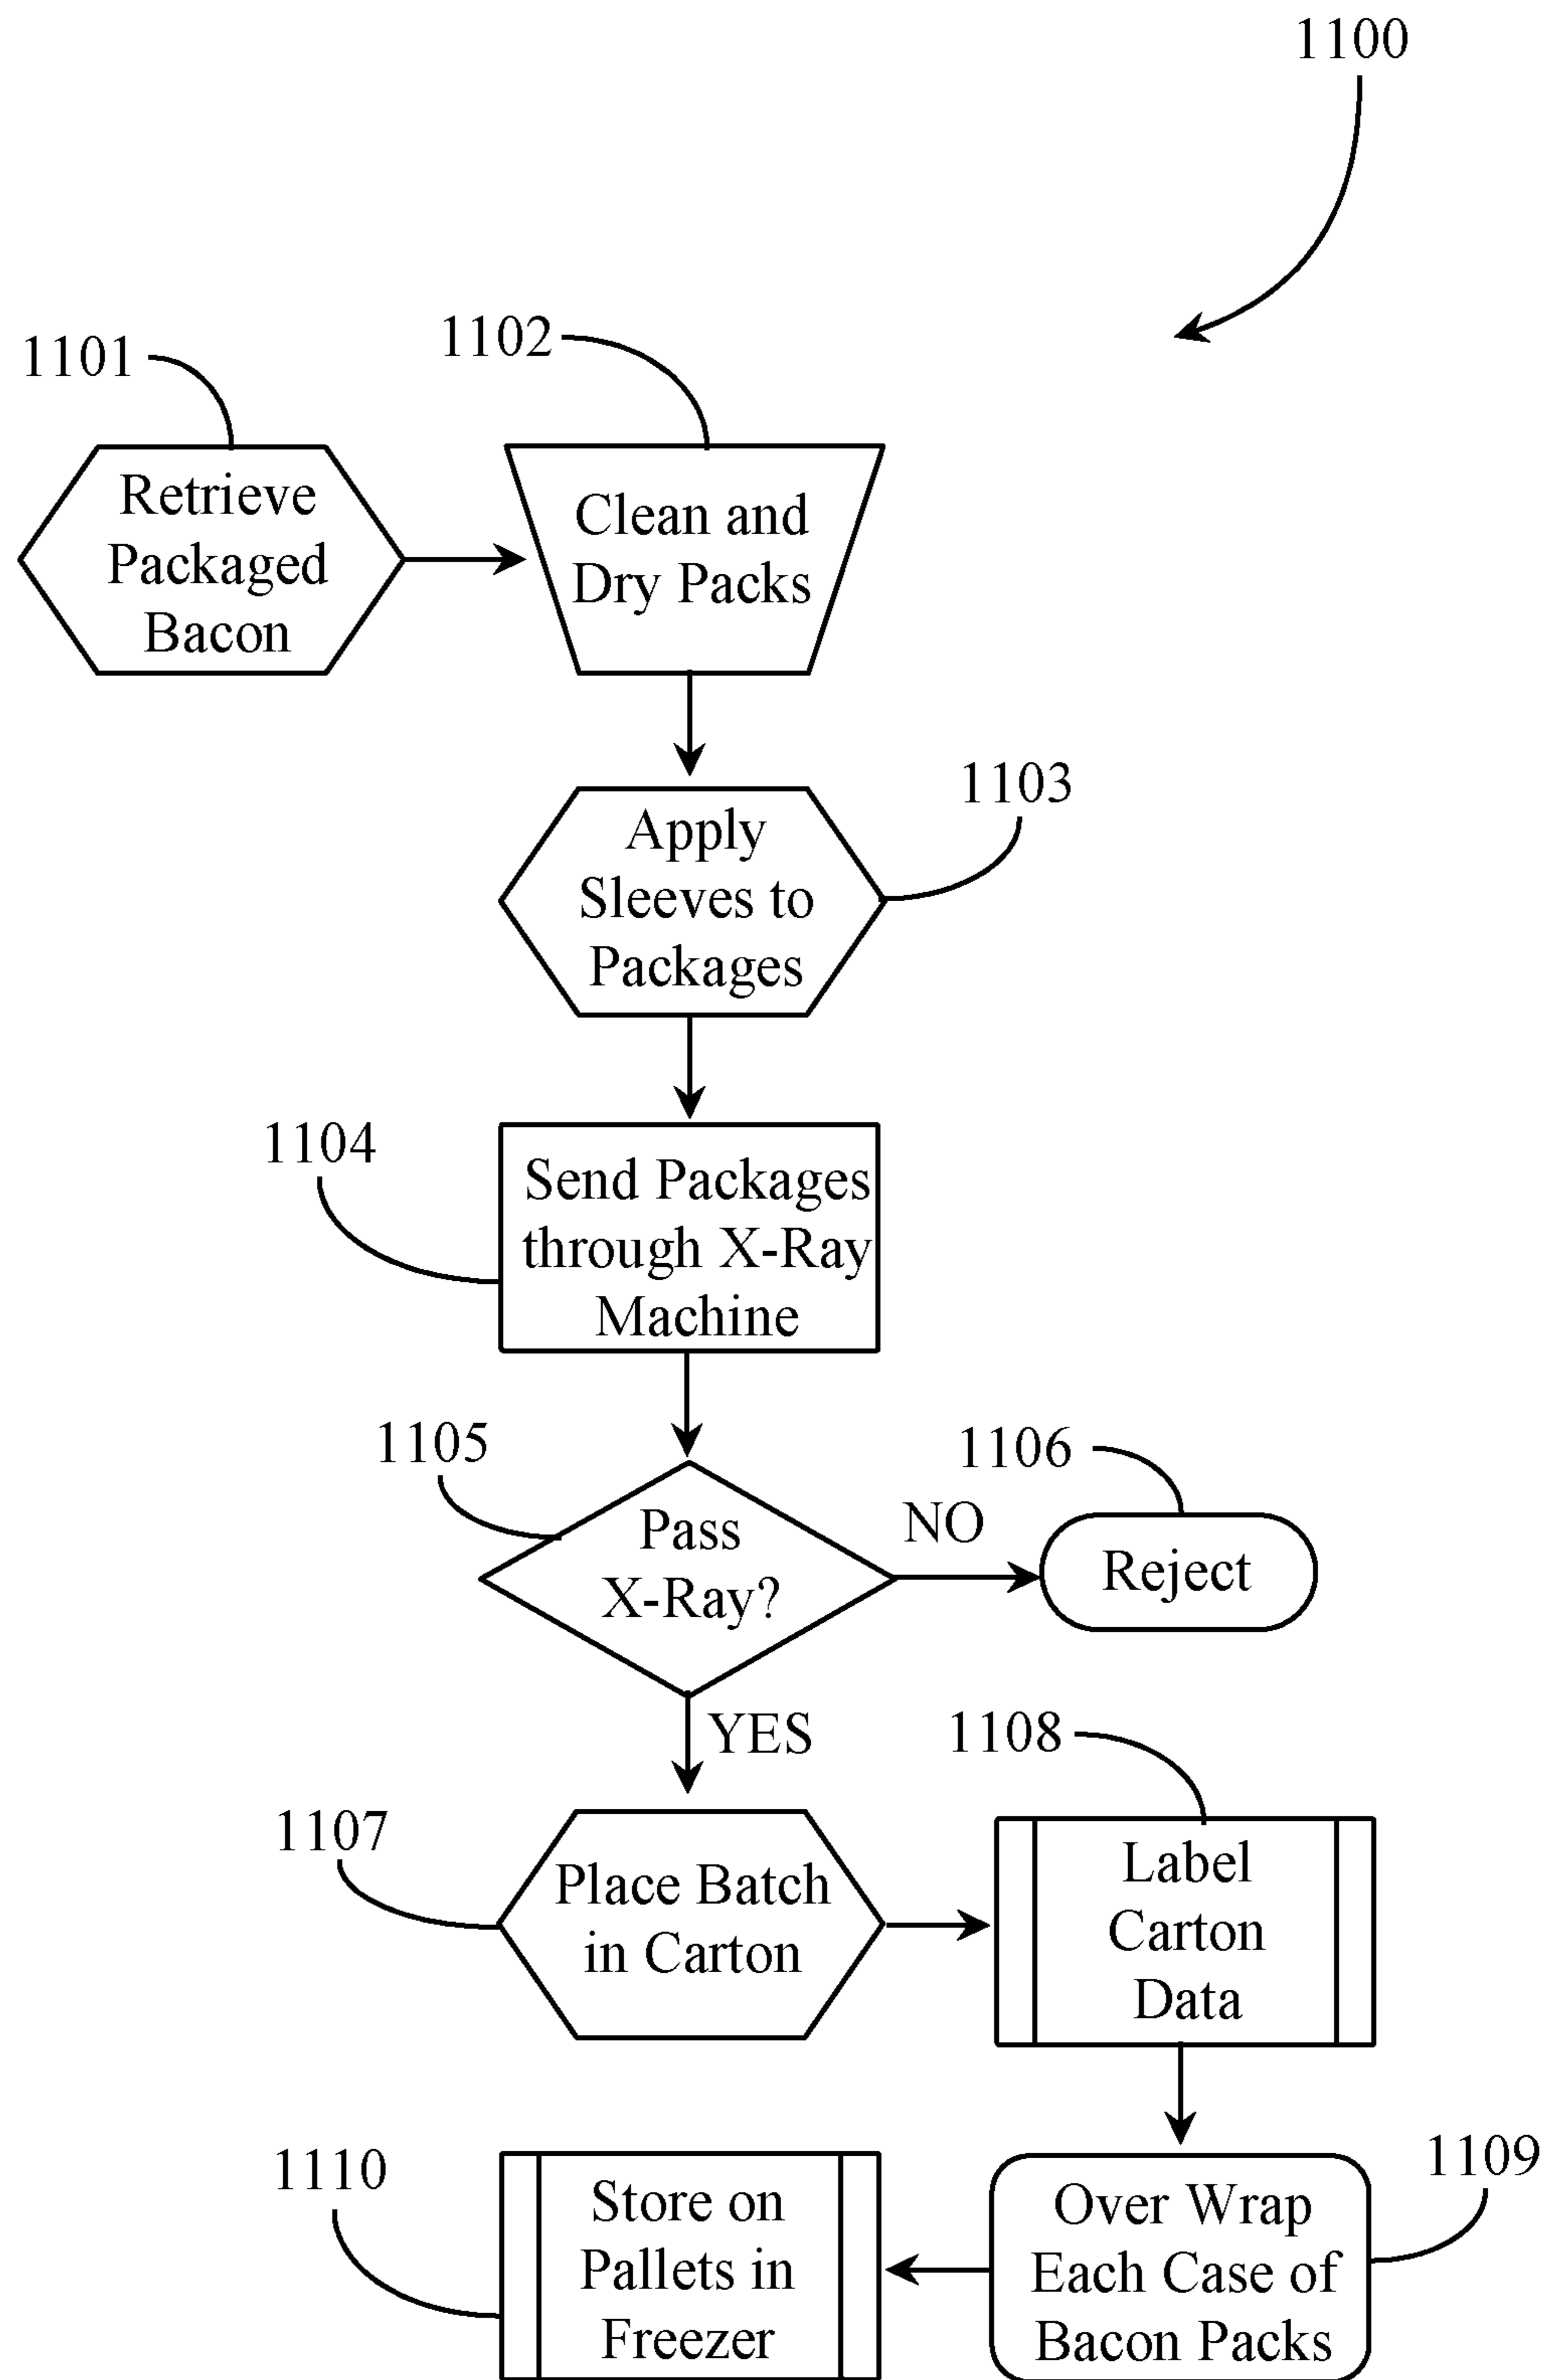 1100
1101
1102
Retrieve
Packaged
Bacon
Clean and
Dry Packs
1103
Apply
Sleeves to
Packages
1104
Send Packages
through X-Ray
Machine
1105
Pass
X-Ray?
NO
1106
Reject
YES
1107
Place Batch
in Carton
1108
Label
Carton
Data
1109
Over Wrap
Each Case of
Bacon Packs
1110
Store on
Pallets in
Freezer